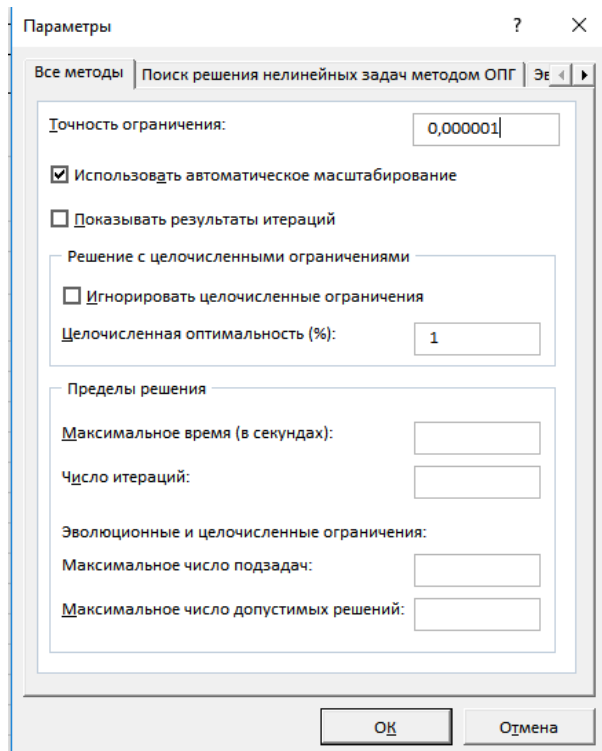 Параметры ? ×
Все методы Поиск решения нелинейных задач методом ОПГ Эв
Точность ограничения: 0,000001
Использовать автоматическое масштабирование
Показывать результаты итераций
Решение с целочисленными ограничениями
Игнорировать целочисленные ограничения
Целочисленная оптимальность (%): 1
Пределы решения
Максимальное время (в секундах):
Число итераций:
Эволюционные и целочисленные ограничения:
Максимальное число подзадач:
Максимальное число допустимых решений:
ОК Отмена